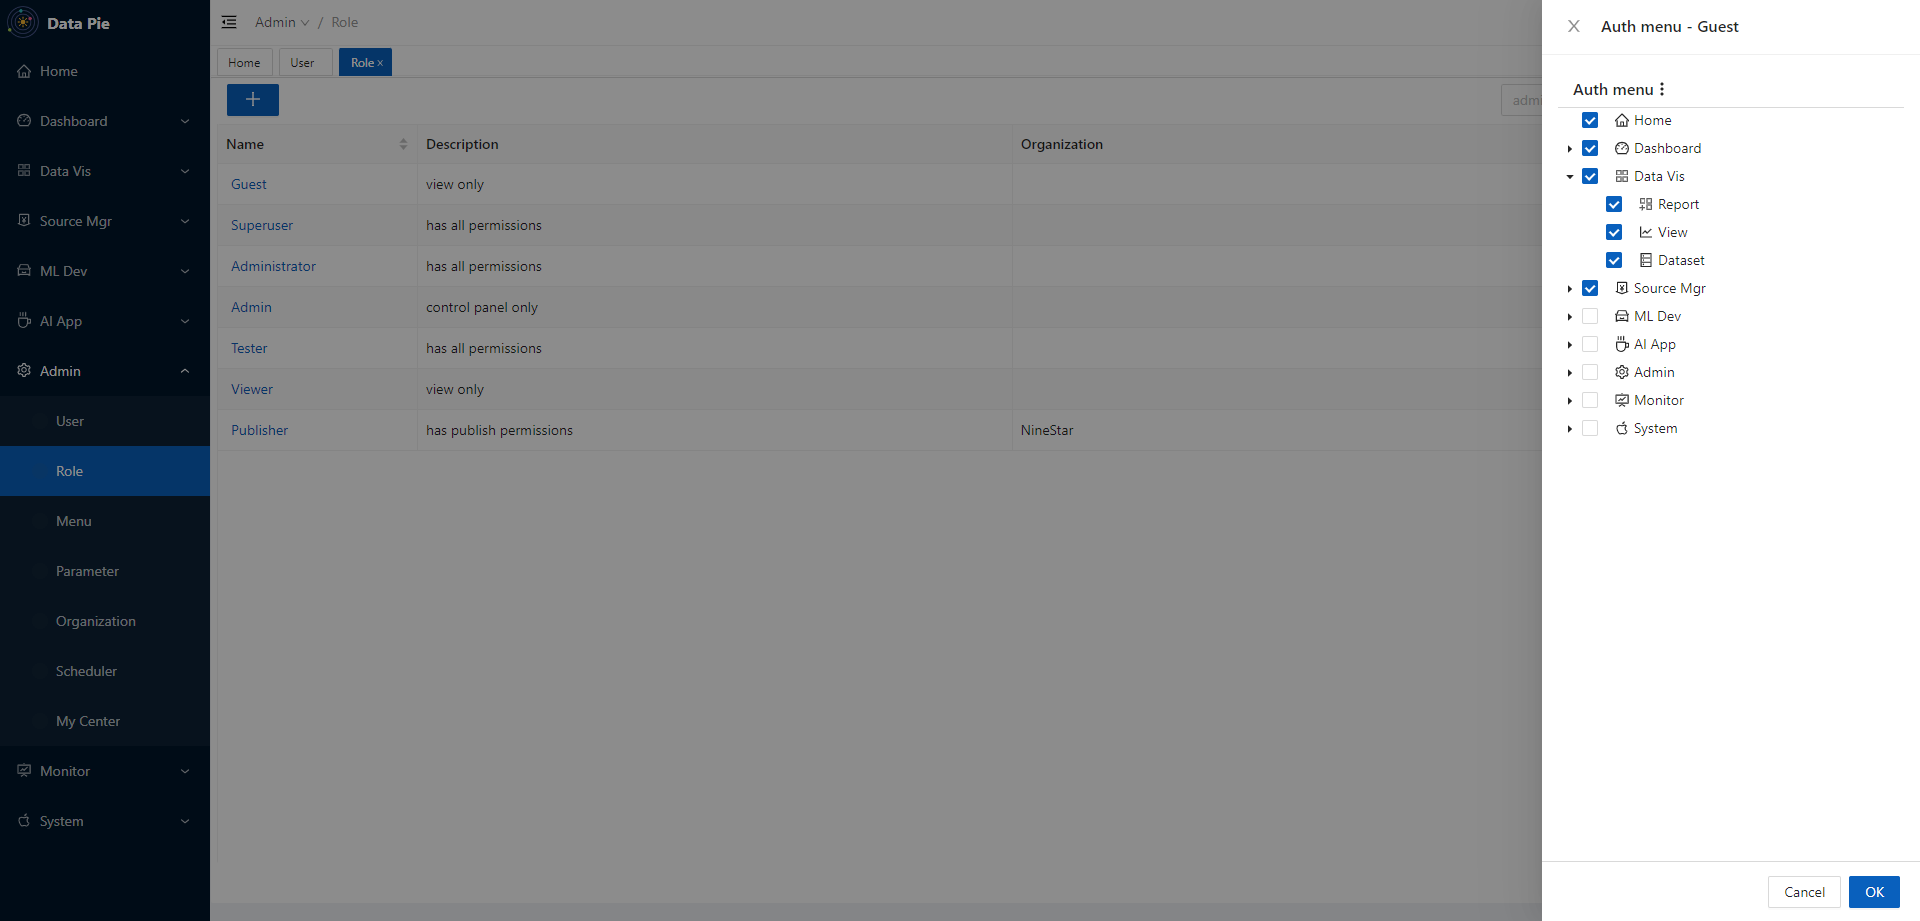 Data Pie
Home
Dashboard
Data Vis
Source Mgr
ML Dev
AI App
Admin
User
Role
Menu
Parameter
Organization
Scheduler
My Center
Monitor
System
Admin / Role
Home User Role x
+
admi
Name Description Organization
Guest view only
Superuser has all permissions
Administrator has all permissions
Admin control panel only
Tester has all permissions
Viewer view only
Publisher has publish permissions NineStar
Auth menu - Guest
Auth menu
Home
Dashboard
Data Vis
Report
View
Dataset
Source Mgr
ML Dev
AI App
Admin
Monitor
System
Cancel OK